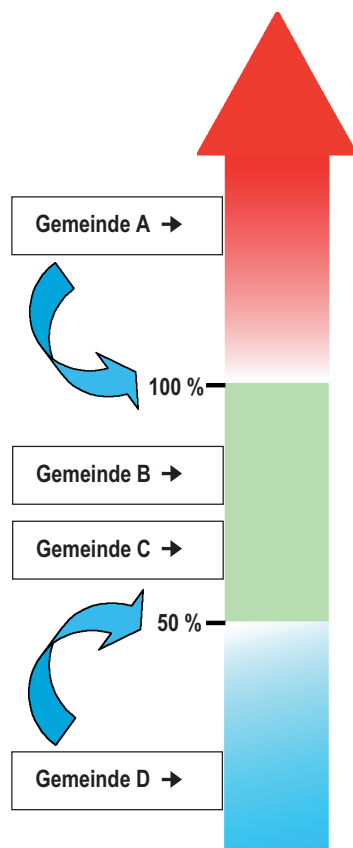 Gemeinde A ➔
100 %
Gemeinde B ➔
Gemeinde C ➔
50 %
Gemeinde D ➔